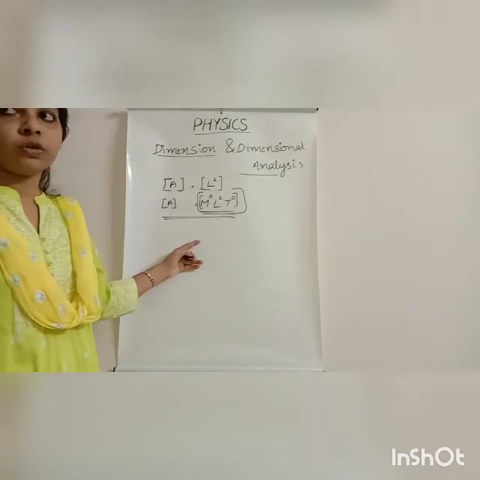 PHYSICS
Dimension & Dimensional
Analysis
[A] = [L²]
[A] = [M⁰L²T⁰]
InShOt